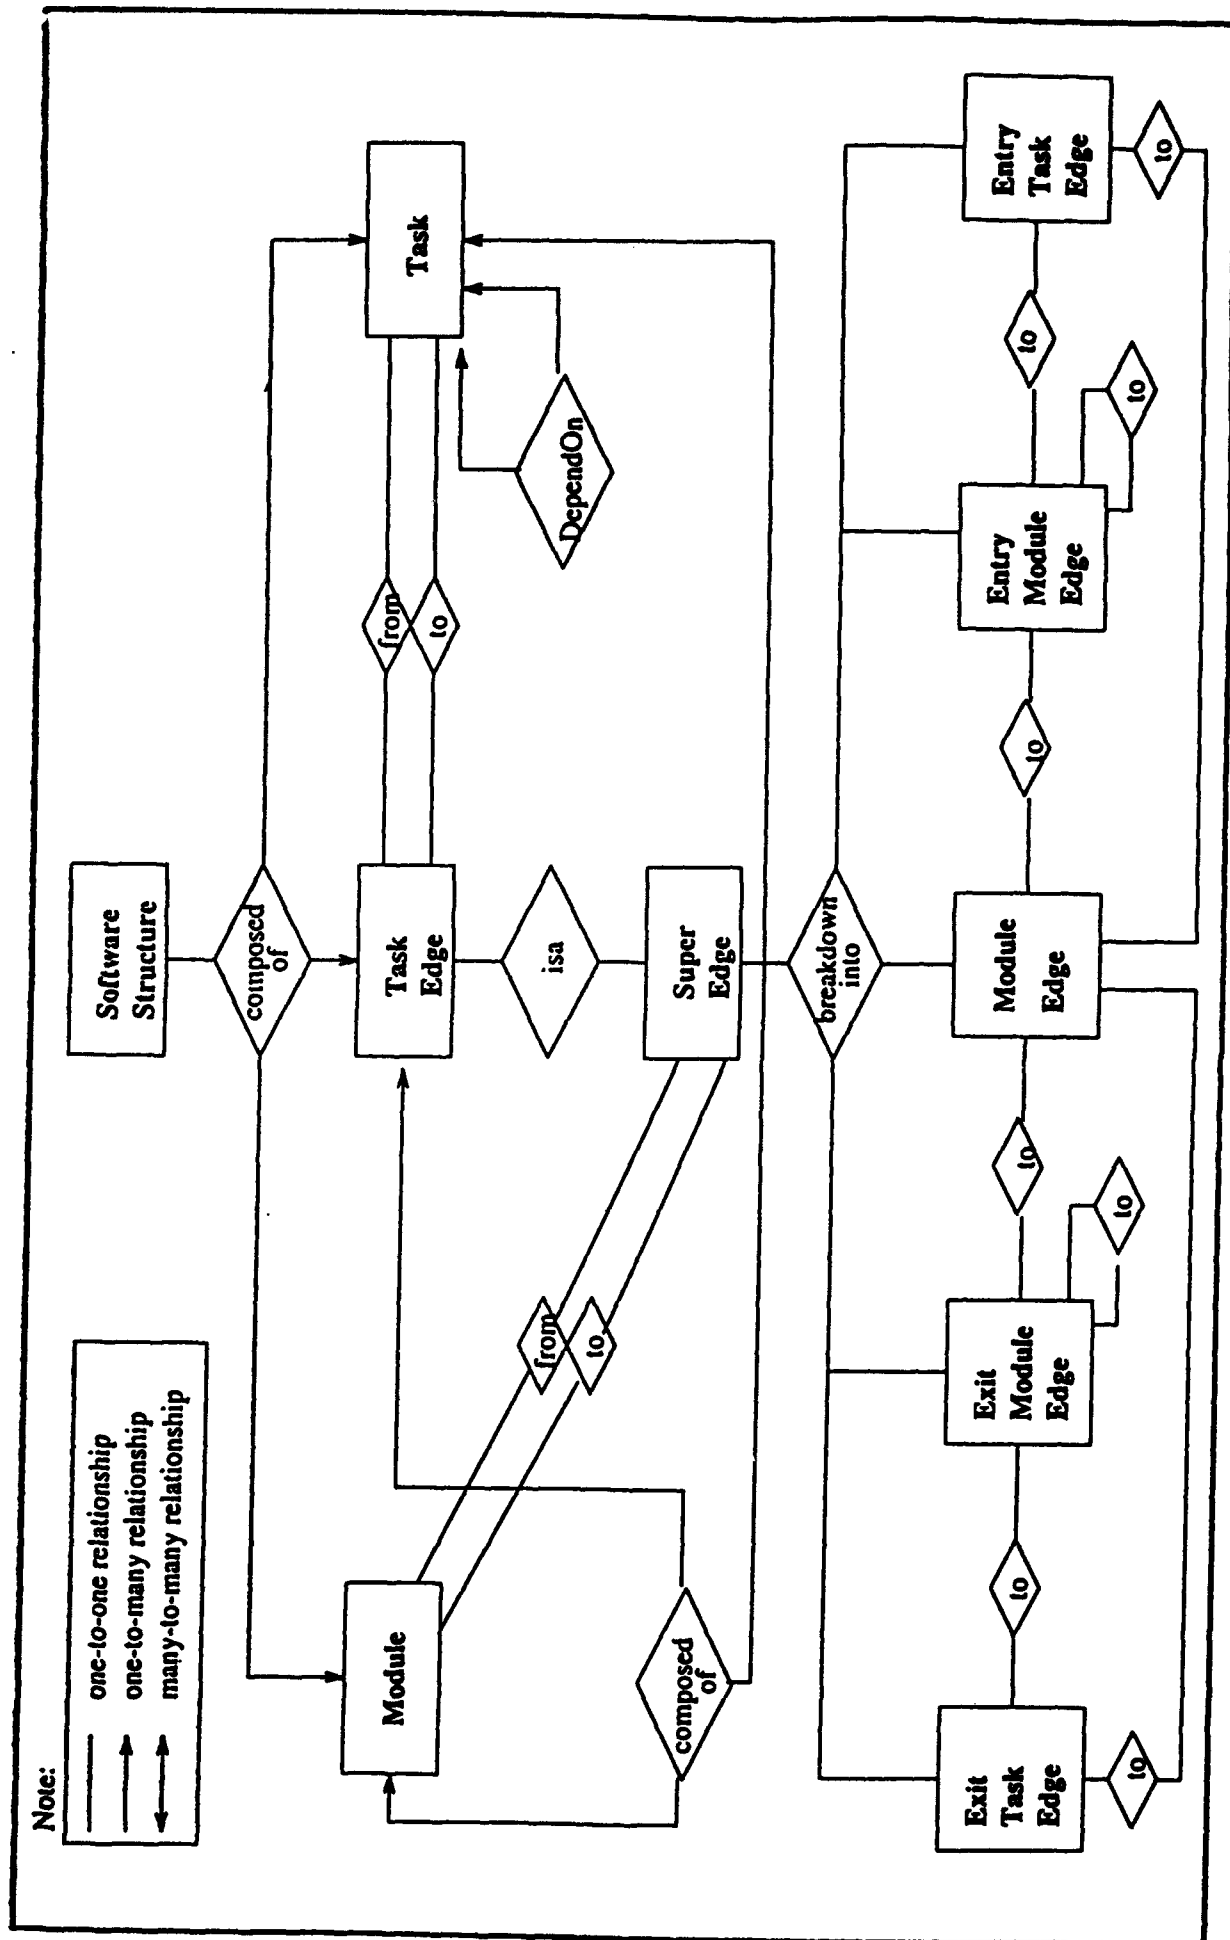 Note:
one-to-one relationship
one-to-many relationship
many-to-many relationship
Software
Structure
composed
of
Module
Task
Edge
from
to
Task
isa
DependOn
from
to
composed
of
Super
Edge
breakdown
into
Exit
Task
Edge
to
Exit
Module
Edge
to
Module
Edge
to
Entry
Module
Edge
to
Entry
Task
Edge
to
to
to
to